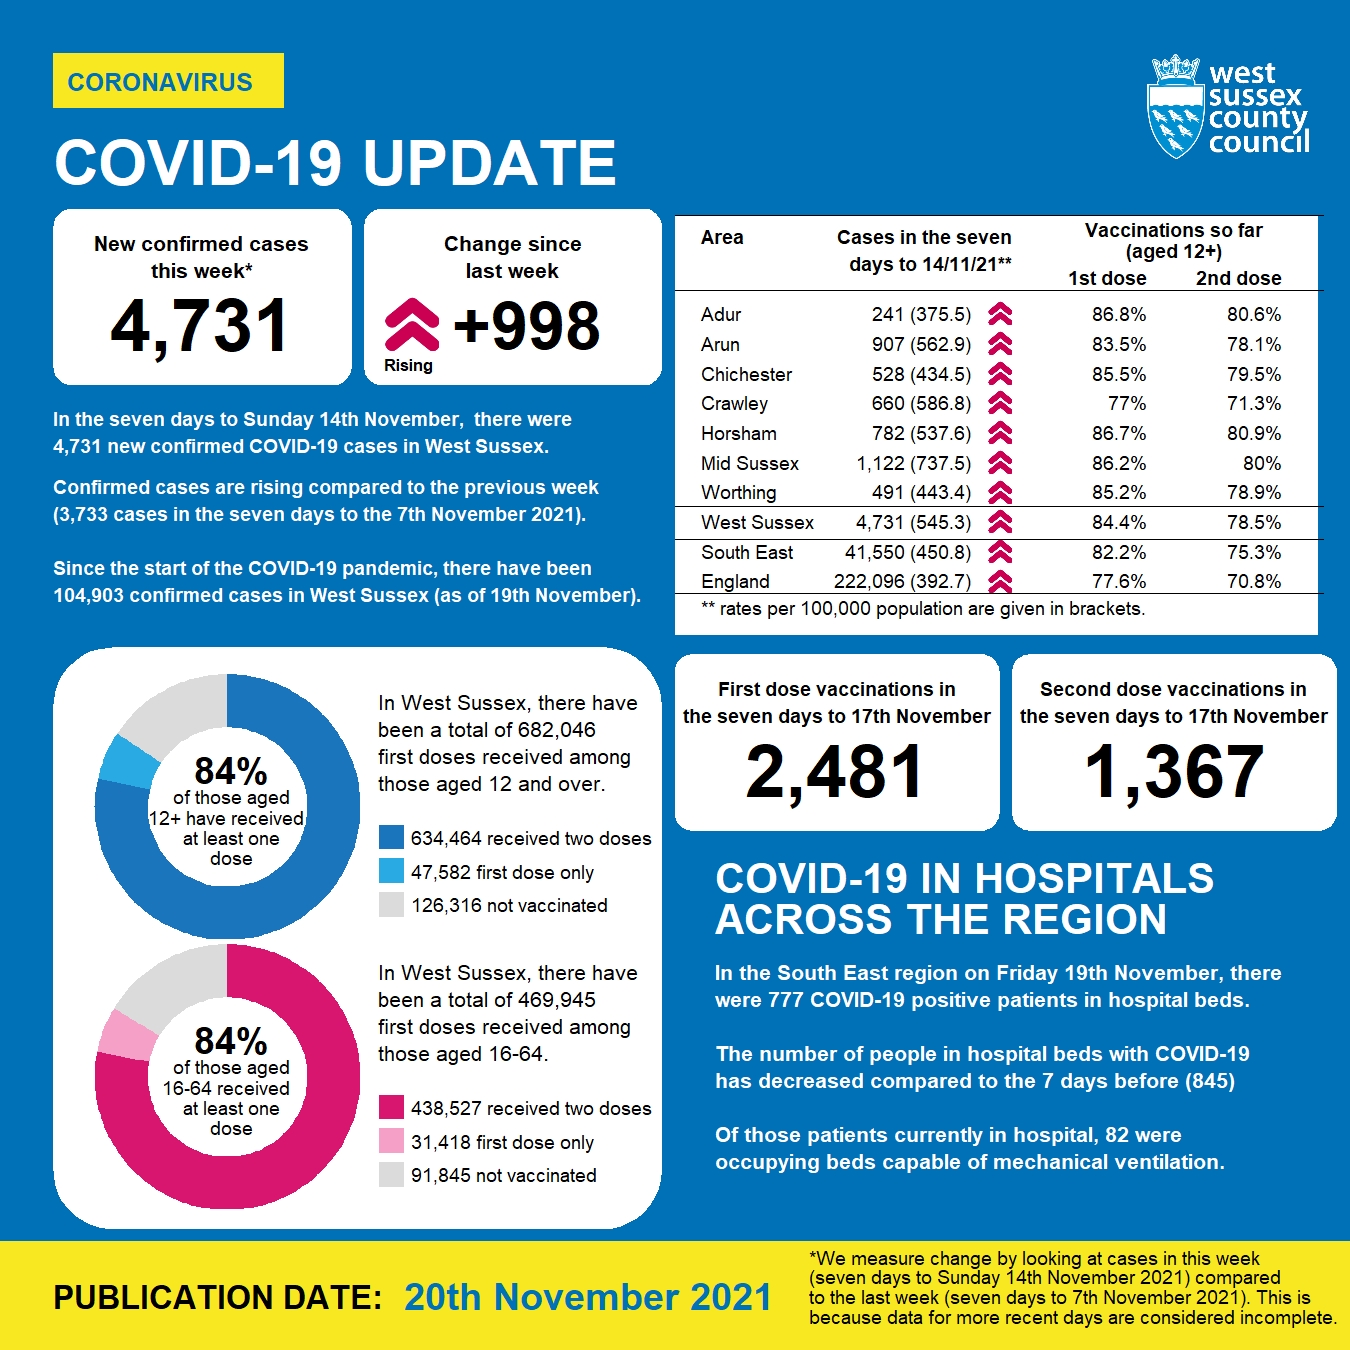 CORONAVIRUS
west
sussex
county
council
COVID-19 UPDATE
New confirmed cases
this week*
4,731
Change since
last week
+998
Rising
In the seven days to Sunday 14th November,  there were
4,731 new confirmed COVID-19 cases in West Sussex.
Confirmed cases are rising compared to the previous week
(3,733 cases in the seven days to the 7th November 2021).
Since the start of the COVID-19 pandemic, there have been
104,903 confirmed cases in West Sussex (as of 19th November).
Area Cases in the seven Vaccinations so far
days to 14/11/21** (aged 12+)
1st dose 2nd dose
Adur 241 (375.5) 86.8% 80.6%
Arun 907 (562.9) 83.5% 78.1%
Chichester 528 (434.5) 85.5% 79.5%
Crawley 660 (586.8) 77% 71.3%
Horsham 782 (537.6) 86.7% 80.9%
Mid Sussex 1,122 (737.5) 86.2% 80%
Worthing 491 (443.4) 85.2% 78.9%
West Sussex 4,731 (545.3) 84.4% 78.5%
South East 41,550 (450.8) 82.2% 75.3%
England 222,096 (392.7) 77.6% 70.8%
** rates per 100,000 population are given in brackets.
84%
of those aged
12+ have received
at least one
dose
In West Sussex, there have
been a total of 682,046
first doses received among
those aged 12 and over.
634,464 received two doses
47,582 first dose only
126,316 not vaccinated
84%
of those aged
16-64 received
at least one
dose
In West Sussex, there have
been a total of 469,945
first doses received among
those aged 16-64.
438,527 received two doses
31,418 first dose only
91,845 not vaccinated
First dose vaccinations in
the seven days to 17th November
2,481
Second dose vaccinations in
the seven days to 17th November
1,367
COVID-19 IN HOSPITALS
ACROSS THE REGION
In the South East region on Friday 19th November, there
were 777 COVID-19 positive patients in hospital beds.
The number of people in hospital beds with COVID-19
has decreased compared to the 7 days before (845)
Of those patients currently in hospital, 82 were
occupying beds capable of mechanical ventilation.
PUBLICATION DATE: 20th November 2021
*We measure change by looking at cases in this week
(seven days to Sunday 14th November 2021) compared
to the last week (seven days to 7th November 2021). This is
because data for more recent days are considered incomplete.